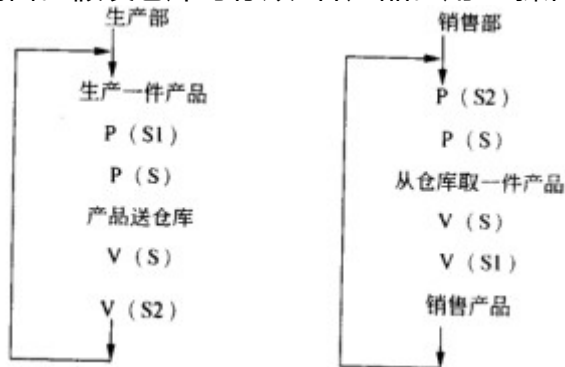 生产部
生产一件产品
P（S1）
P（S）
产品送仓库
V（S）
V（S2）
销售部
P（S2）
P（S）
从仓库取一件产品
V（S）
V（S1）
销售产品